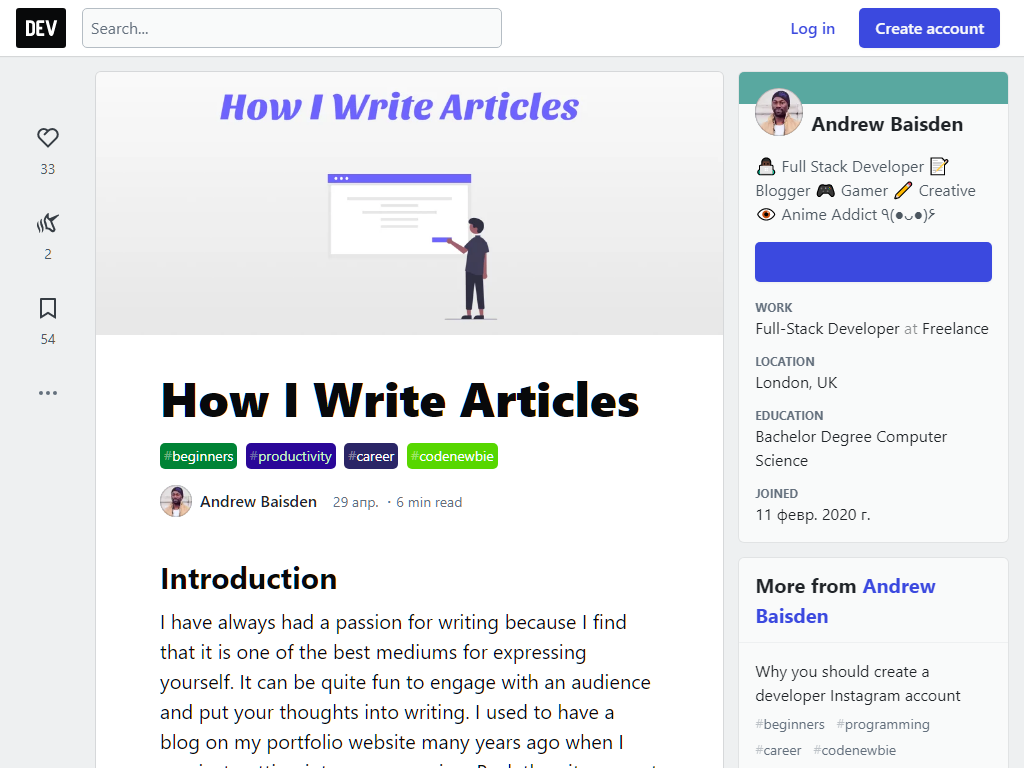 DEV
Search...
Log in
Create account
33
2
54
How I Write Articles
How I Write Articles
#beginners #productivity #career #codenewbie
Andrew Baisden 29 апр. · 6 min read
Introduction
I have always had a passion for writing because I find
that it is one of the best mediums for expressing
yourself. It can be quite fun to engage with an audience
and put your thoughts into writing. I used to have a
blog on my portfolio website many years ago when I
Andrew Baisden
Full Stack Developer
Blogger 🎮 Gamer ✏️ Creative
👁️ Anime Addict ٩(●ᴗ●)۶
WORK
Full-Stack Developer at Freelance
LOCATION
London, UK
EDUCATION
Bachelor Degree Computer
Science
JOINED
11 февр. 2020 г.
More from Andrew
Baisden
Why you should create a
developer Instagram account
#beginners #programming
#career #codenewbie